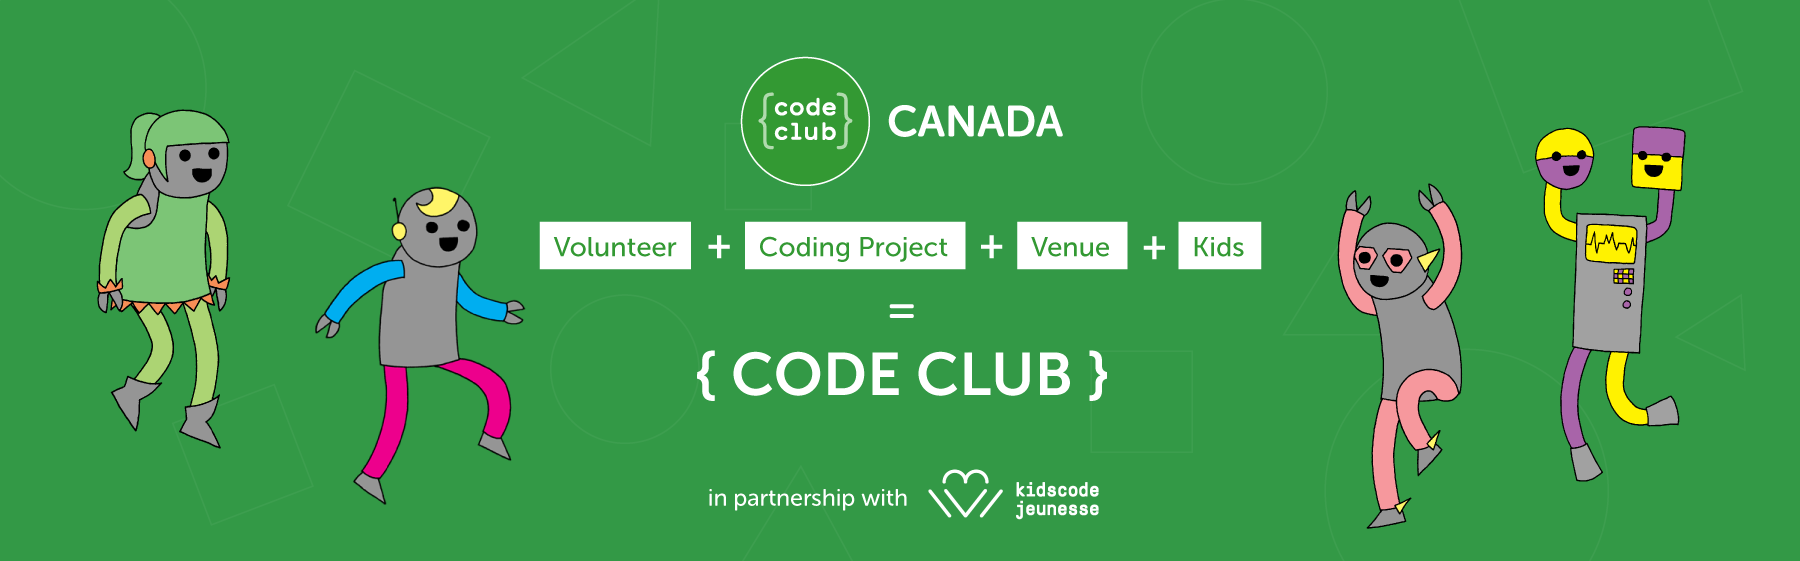 {code club} CANADA
Volunteer + Coding Project + Venue + Kids
=
{ CODE CLUB }
in partnership with kidscode jeunesse